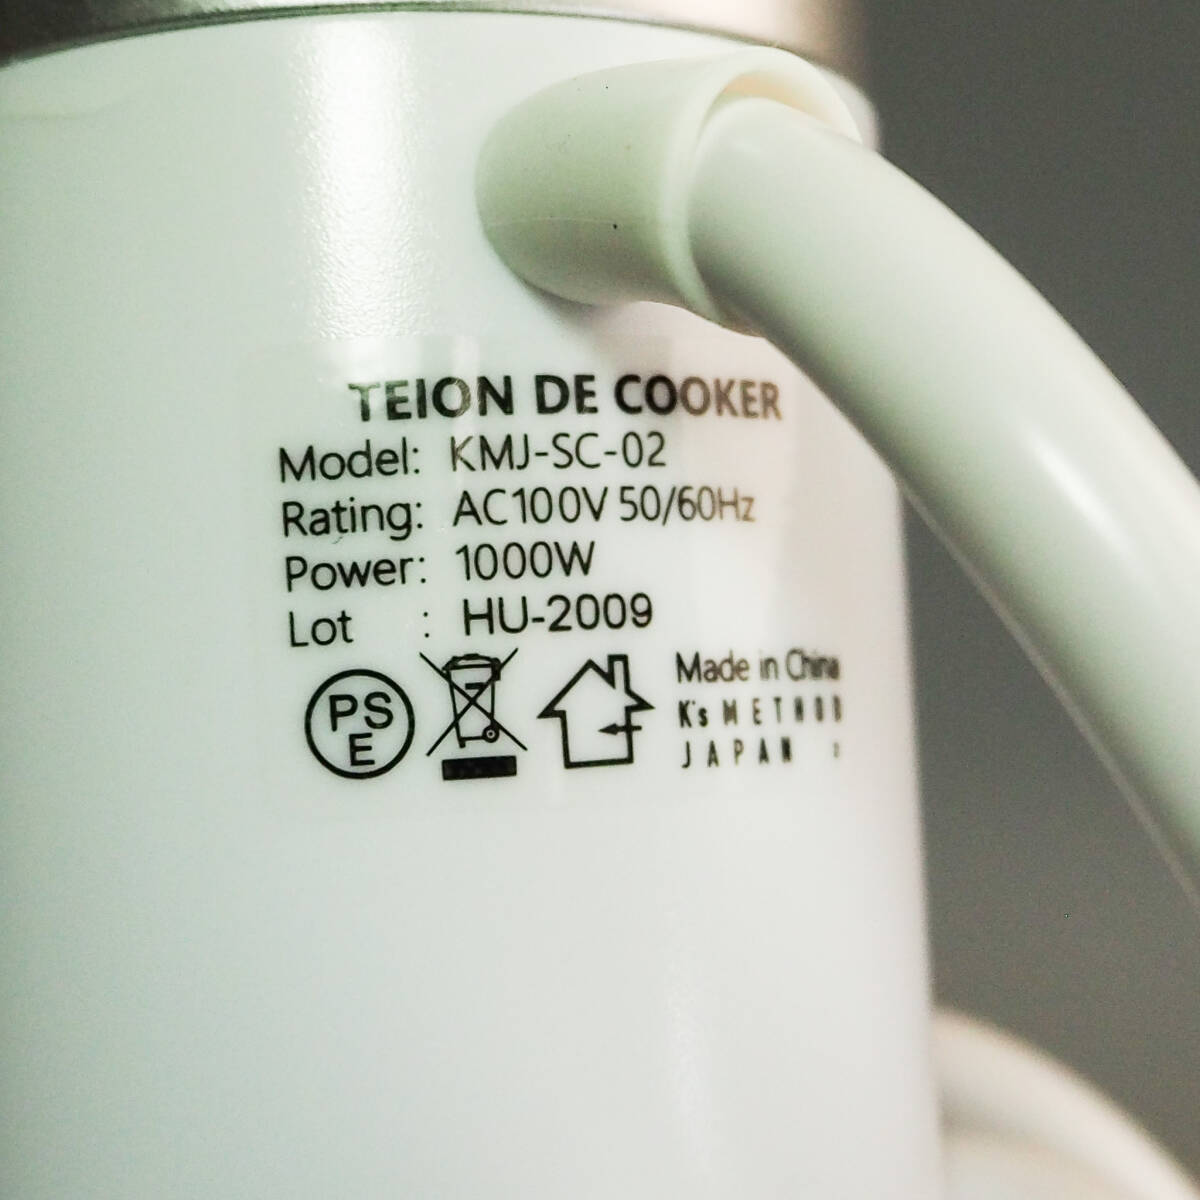 TEION DE COOKER
Model: KMJ-SC-02
Rating: AC100V 50/60Hz
Power: 1000W
Lot : HU-2009
PS
E
Made in China
K's METHOD
JAPAN